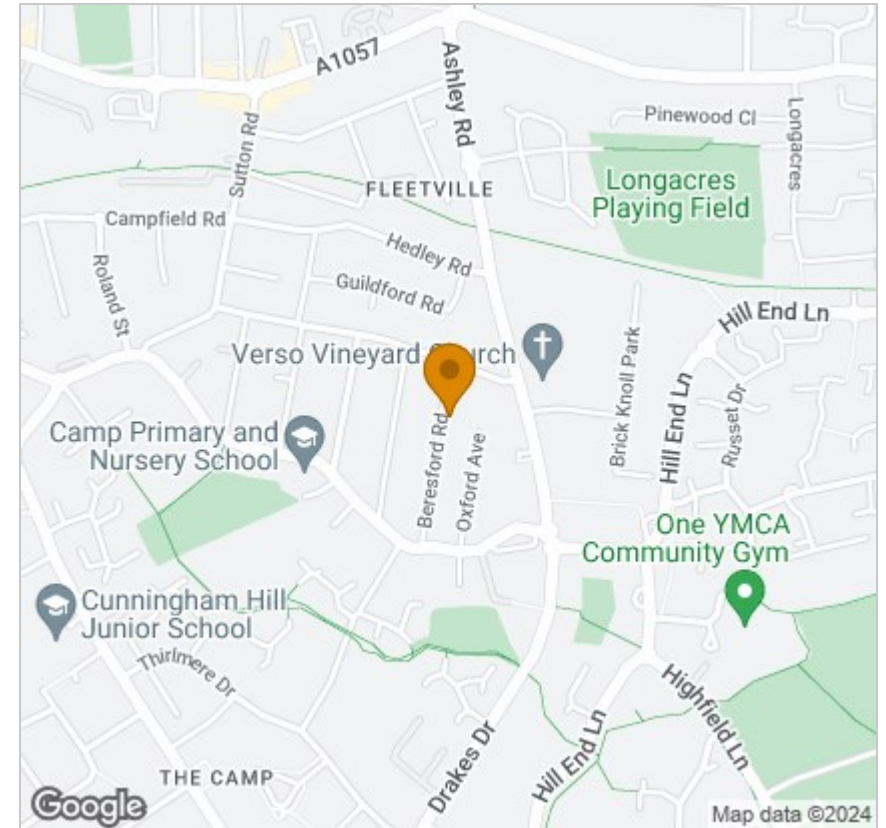 A1057
Ashley Rd
Pinewood Cl
Longacres
Sutton Rd
FLEETVILLE
Longacres
Playing Field
Campfield Rd
Hedley Rd
Roland St
Guildford Rd
Hill End Ln
Verso Vineyard Church
Brick Knoll Park
Hill End Ln
Russet Dr
Camp Primary and
Nursery School
Beresford Rd
Oxford Ave
One YMCA
Community Gym
Cunningham Hill
Junior School
Thirlmere Dr
Highfield Ln
Drakes Dr
Hill End Ln
THE CAMP
Google
Map data ©2024